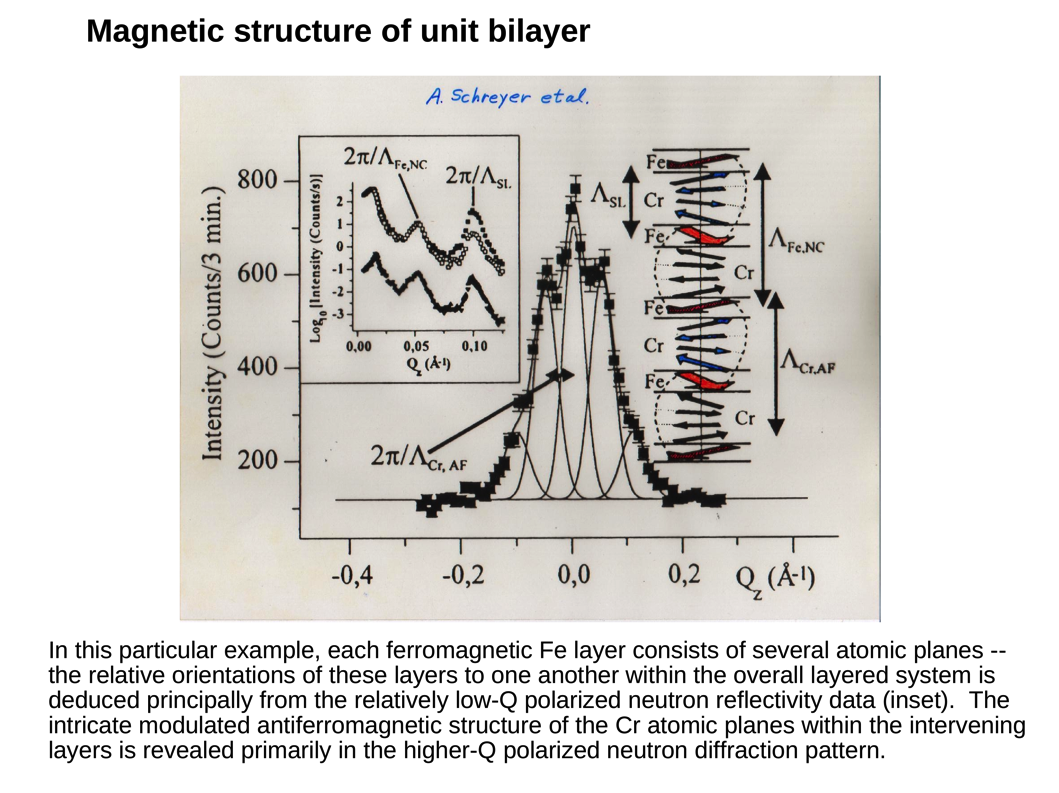 Magnetic structure of unit bilayer
A. Schreyer et al.
Intensity (Counts/3 min.)
800
600
400
200
-0,4
-0,2
0,0
0,2
Q_z (Å⁻¹)
2π/Λ_Fe,NC
2π/Λ_SL
Log₁₀ [Intensity (Counts/s)]
2
1
0
-1
-2
-3
0,00
0,05
0,10
Q_z (Å⁻¹)
2π/Λ_Cr, AF
Λ_SL
Fe
Cr
Fe
Cr
Fe
Cr
Fe
Cr
Λ_Fe,NC
Λ_Cr,AF
In this particular example, each ferromagnetic Fe layer consists of several atomic planes --
the relative orientations of these layers to one another within the overall layered system is
deduced principally from the relatively low-Q polarized neutron reflectivity data (inset).  The
intricate modulated antiferromagnetic structure of the Cr atomic planes within the intervening
layers is revealed primarily in the higher-Q polarized neutron diffraction pattern.